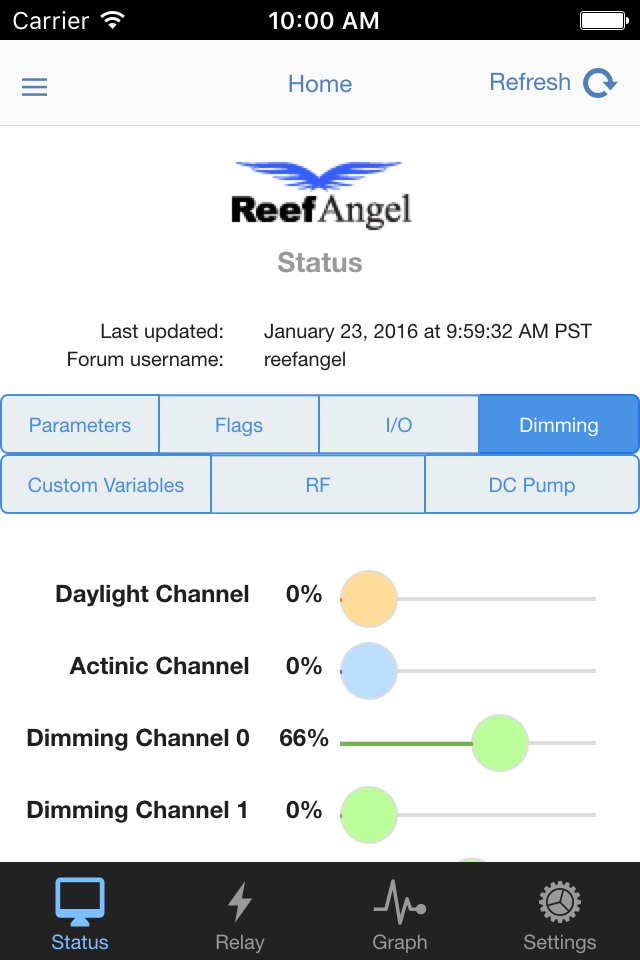 Carrier 10:00 AM
Home Refresh
ReefAngel
Status
Last updated: January 23, 2016 at 9:59:32 AM PST
Forum username: reefangel
Parameters Flags I/O Dimming
Custom Variables RF DC Pump
Daylight Channel 0%
Actinic Channel 0%
Dimming Channel 0 66%
Dimming Channel 1 0%
Status Relay Graph Settings